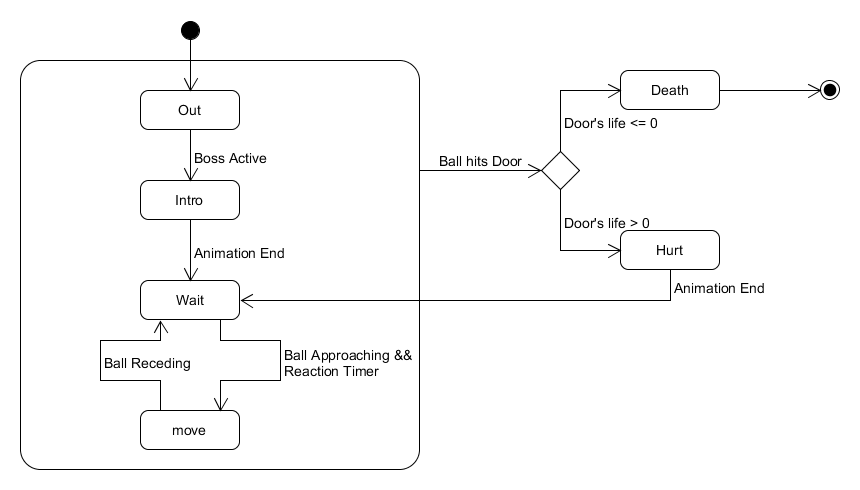 Out
Boss Active
Intro
Animation End
Wait
Ball Receding
Ball Approaching &&
Reaction Timer
move
Ball hits Door
Death
Door's life <= 0
Door's life > 0
Hurt
Animation End